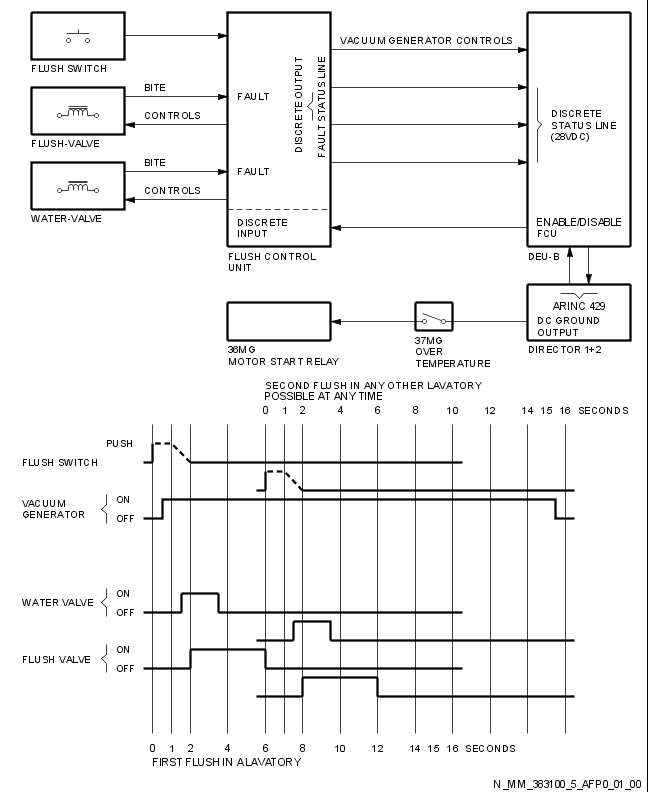 FLUSH SWITCH
BITE
CONTROLS
FLUSH-VALVE
BITE
CONTROLS
WATER-VALVE
FAULT
FAULT
DISCRETE OUTPUT
FAULT STATUS LINE
DISCRETE
INPUT
FLUSH CONTROL
UNIT
VACUUM GENERATOR CONTROLS
DISCRETE
STATUS LINE
(28VDC)
ENABLE/DISABLE
FCU
DEU-B
ARINC 429
DC GROUND
OUTPUT
DIRECTOR 1+2
36MG
MOTOR START RELAY
37MG
OVER
TEMPERATURE
SECOND FLUSH IN ANY OTHER LAVATORY
POSSIBLE AT ANY TIME
0 1 2 4 6 8 10 12 14 15 16 SECONDS
PUSH
FLUSH SWITCH
VACUUM
GENERATOR
ON
OFF
WATER VALVE
ON
OFF
FLUSH VALVE
ON
OFF
0 1 2 4 6 8 10 12 14 15 16 SECONDS
FIRST FLUSH IN A LAVATORY
N_MM_383100_5_AFP0_01_00